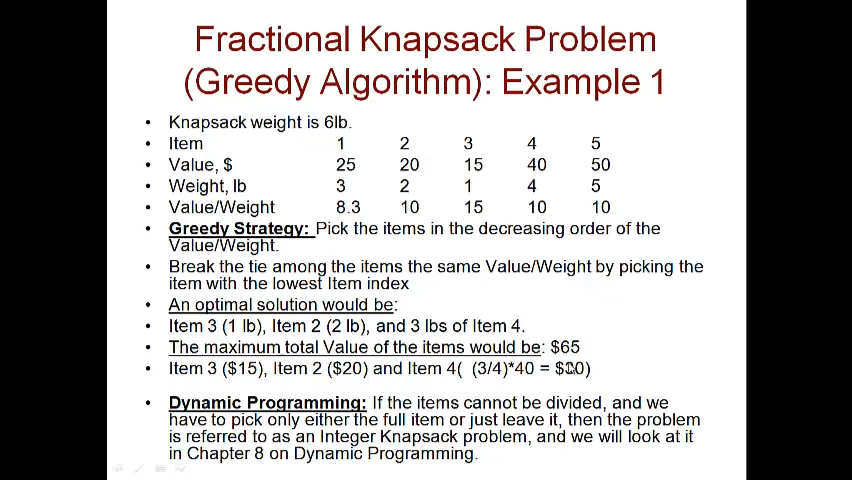 Fractional Knapsack Problem
(Greedy Algorithm): Example 1
• Knapsack weight is 6lb.
• Item 1 2 3 4 5
• Value, $ 25 20 15 40 50
• Weight, lb 3 2 1 4 5
• Value/Weight 8.3 10 15 10 10
• Greedy Strategy: Pick the items in the decreasing order of the
Value/Weight.
• Break the tie among the items the same Value/Weight by picking the
item with the lowest Item index
• An optimal solution would be:
• Item 3 (1 lb), Item 2 (2 lb), and 3 lbs of Item 4.
• The maximum total Value of the items would be: $65
• Item 3 ($15), Item 2 ($20) and Item 4( (3/4)*40 = $30)
• Dynamic Programming: If the items cannot be divided, and we
have to pick only either the full item or just leave it, then the problem
is referred to as an Integer Knapsack problem, and we will look at it
in Chapter 8 on Dynamic Programming.